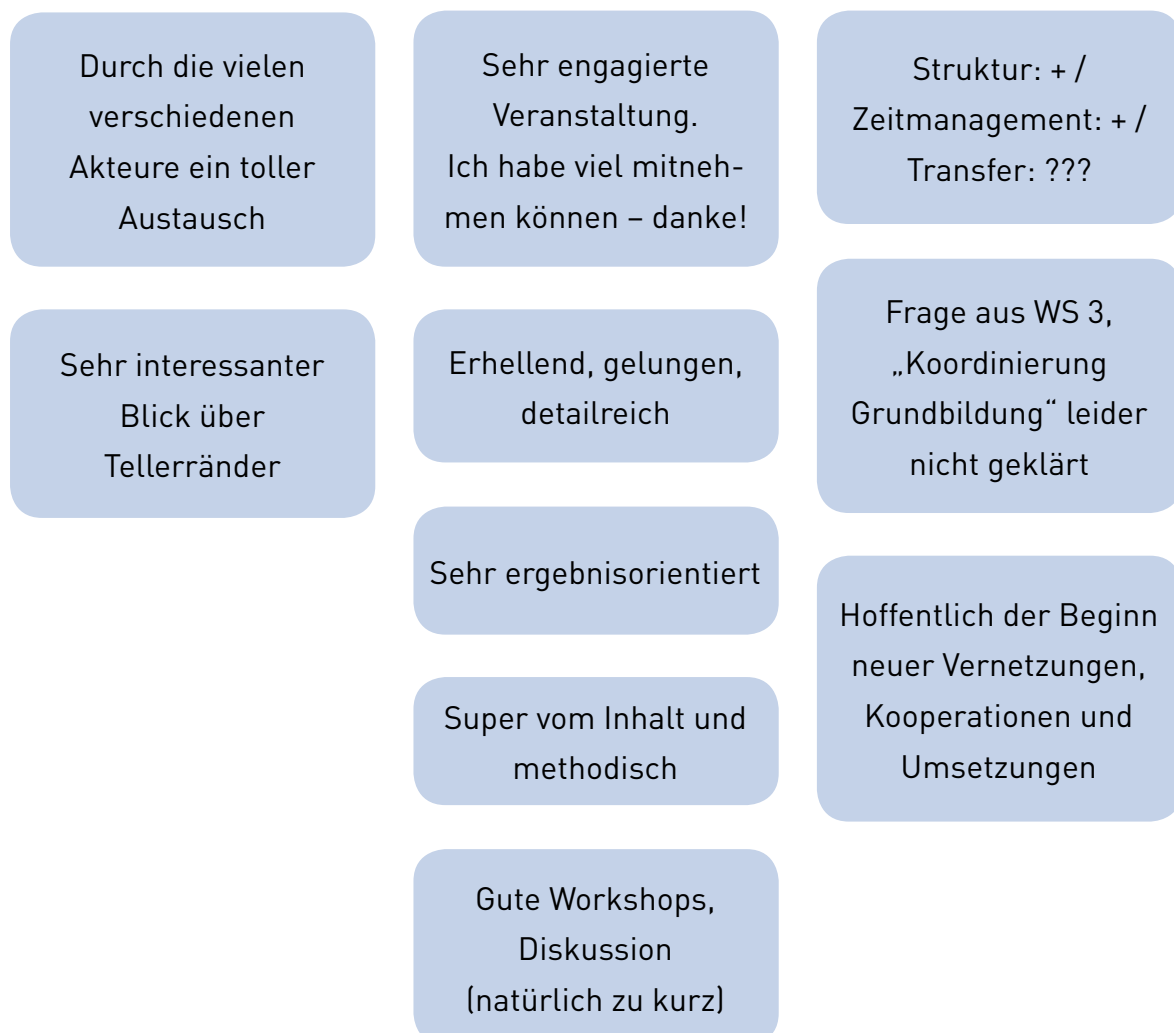 Durch die vielen
verschiedenen
Akteure ein toller
Austausch
Sehr interessanter
Blick über
Tellerränder
Sehr engagierte
Veranstaltung.
Ich habe viel mitneh-
men können – danke!
Erhellend, gelungen,
detailreich
Sehr ergebnisorientiert
Super vom Inhalt und
methodisch
Gute Workshops,
Diskussion
(natürlich zu kurz)
Struktur: + /
Zeitmanagement: + /
Transfer: ???
Frage aus WS 3,
„Koordinierung
Grundbildung“ leider
nicht geklärt
Hoffentlich der Beginn
neuer Vernetzungen,
Kooperationen und
Umsetzungen